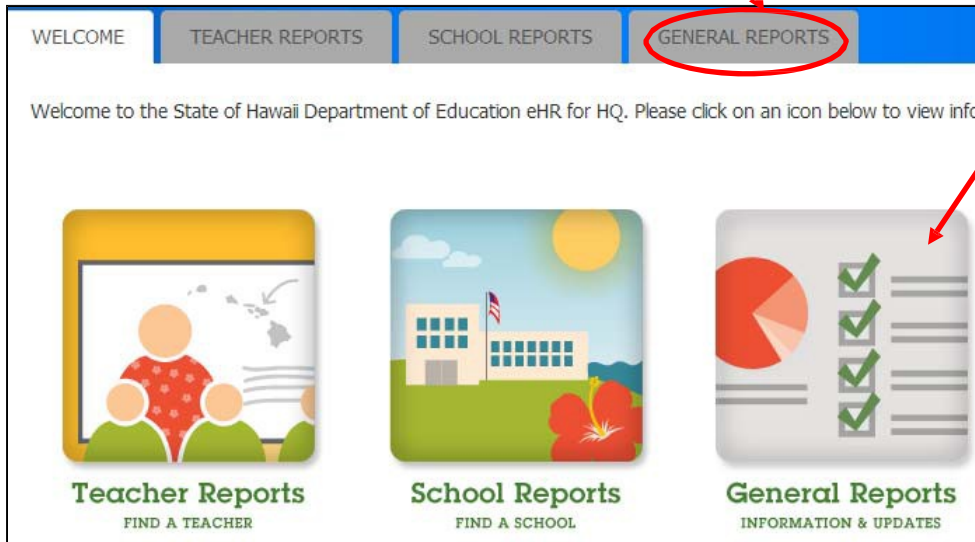 WELCOME
TEACHER REPORTS
SCHOOL REPORTS
GENERAL REPORTS
Welcome to the State of Hawaii Department of Education eHR for HQ. Please click on an icon below to view info
Teacher Reports
FIND A TEACHER
School Reports
FIND A SCHOOL
General Reports
INFORMATION & UPDATES